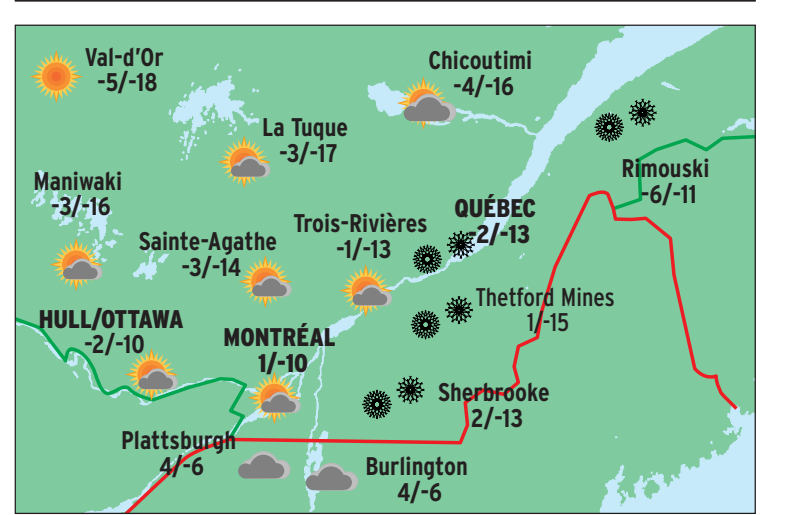 Val-d'Or
-5/-18
Chicoutimi
-4/-16
La Tuque
-3/-17
Rimouski
-6/-11
Maniwaki
-3/-16
QUÉBEC
-2/-13
Trois-Rivières
-1/-13
Sainte-Agathe
-3/-14
Thetford Mines
1/-15
HULL/OTTAWA
-2/-10
MONTRÉAL
1/-10
Sherbrooke
2/-13
Plattsburgh
4/-6
Burlington
4/-6